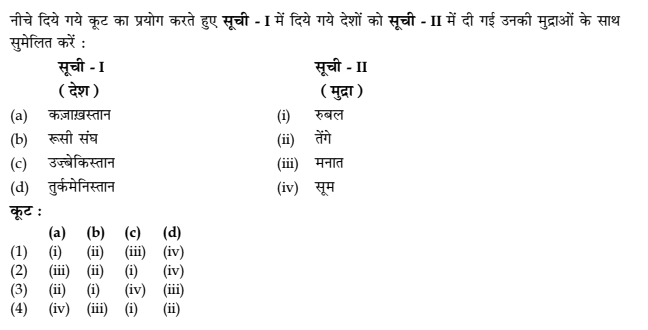 नीचे दिये गये कूट का प्रयोग करते हुए सूची - I में दिये गये देशों को सूची - II में दी गई उनकी मुद्राओं के साथ
सुमेलित करें :
सूची - I सूची - II
( देश ) ( मुद्रा )
(a) कज़ाख़स्तान (i) रुबल
(b) रूसी संघ (ii) तेंगे
(c) उज़्बेकिस्तान (iii) मनात
(d) तुर्कमेनिस्तान (iv) सूम
कूट :
(a) (b) (c) (d)
(1) (i) (ii) (iii) (iv)
(2) (iii) (ii) (i) (iv)
(3) (ii) (i) (iv) (iii)
(4) (iv) (iii) (i) (ii)